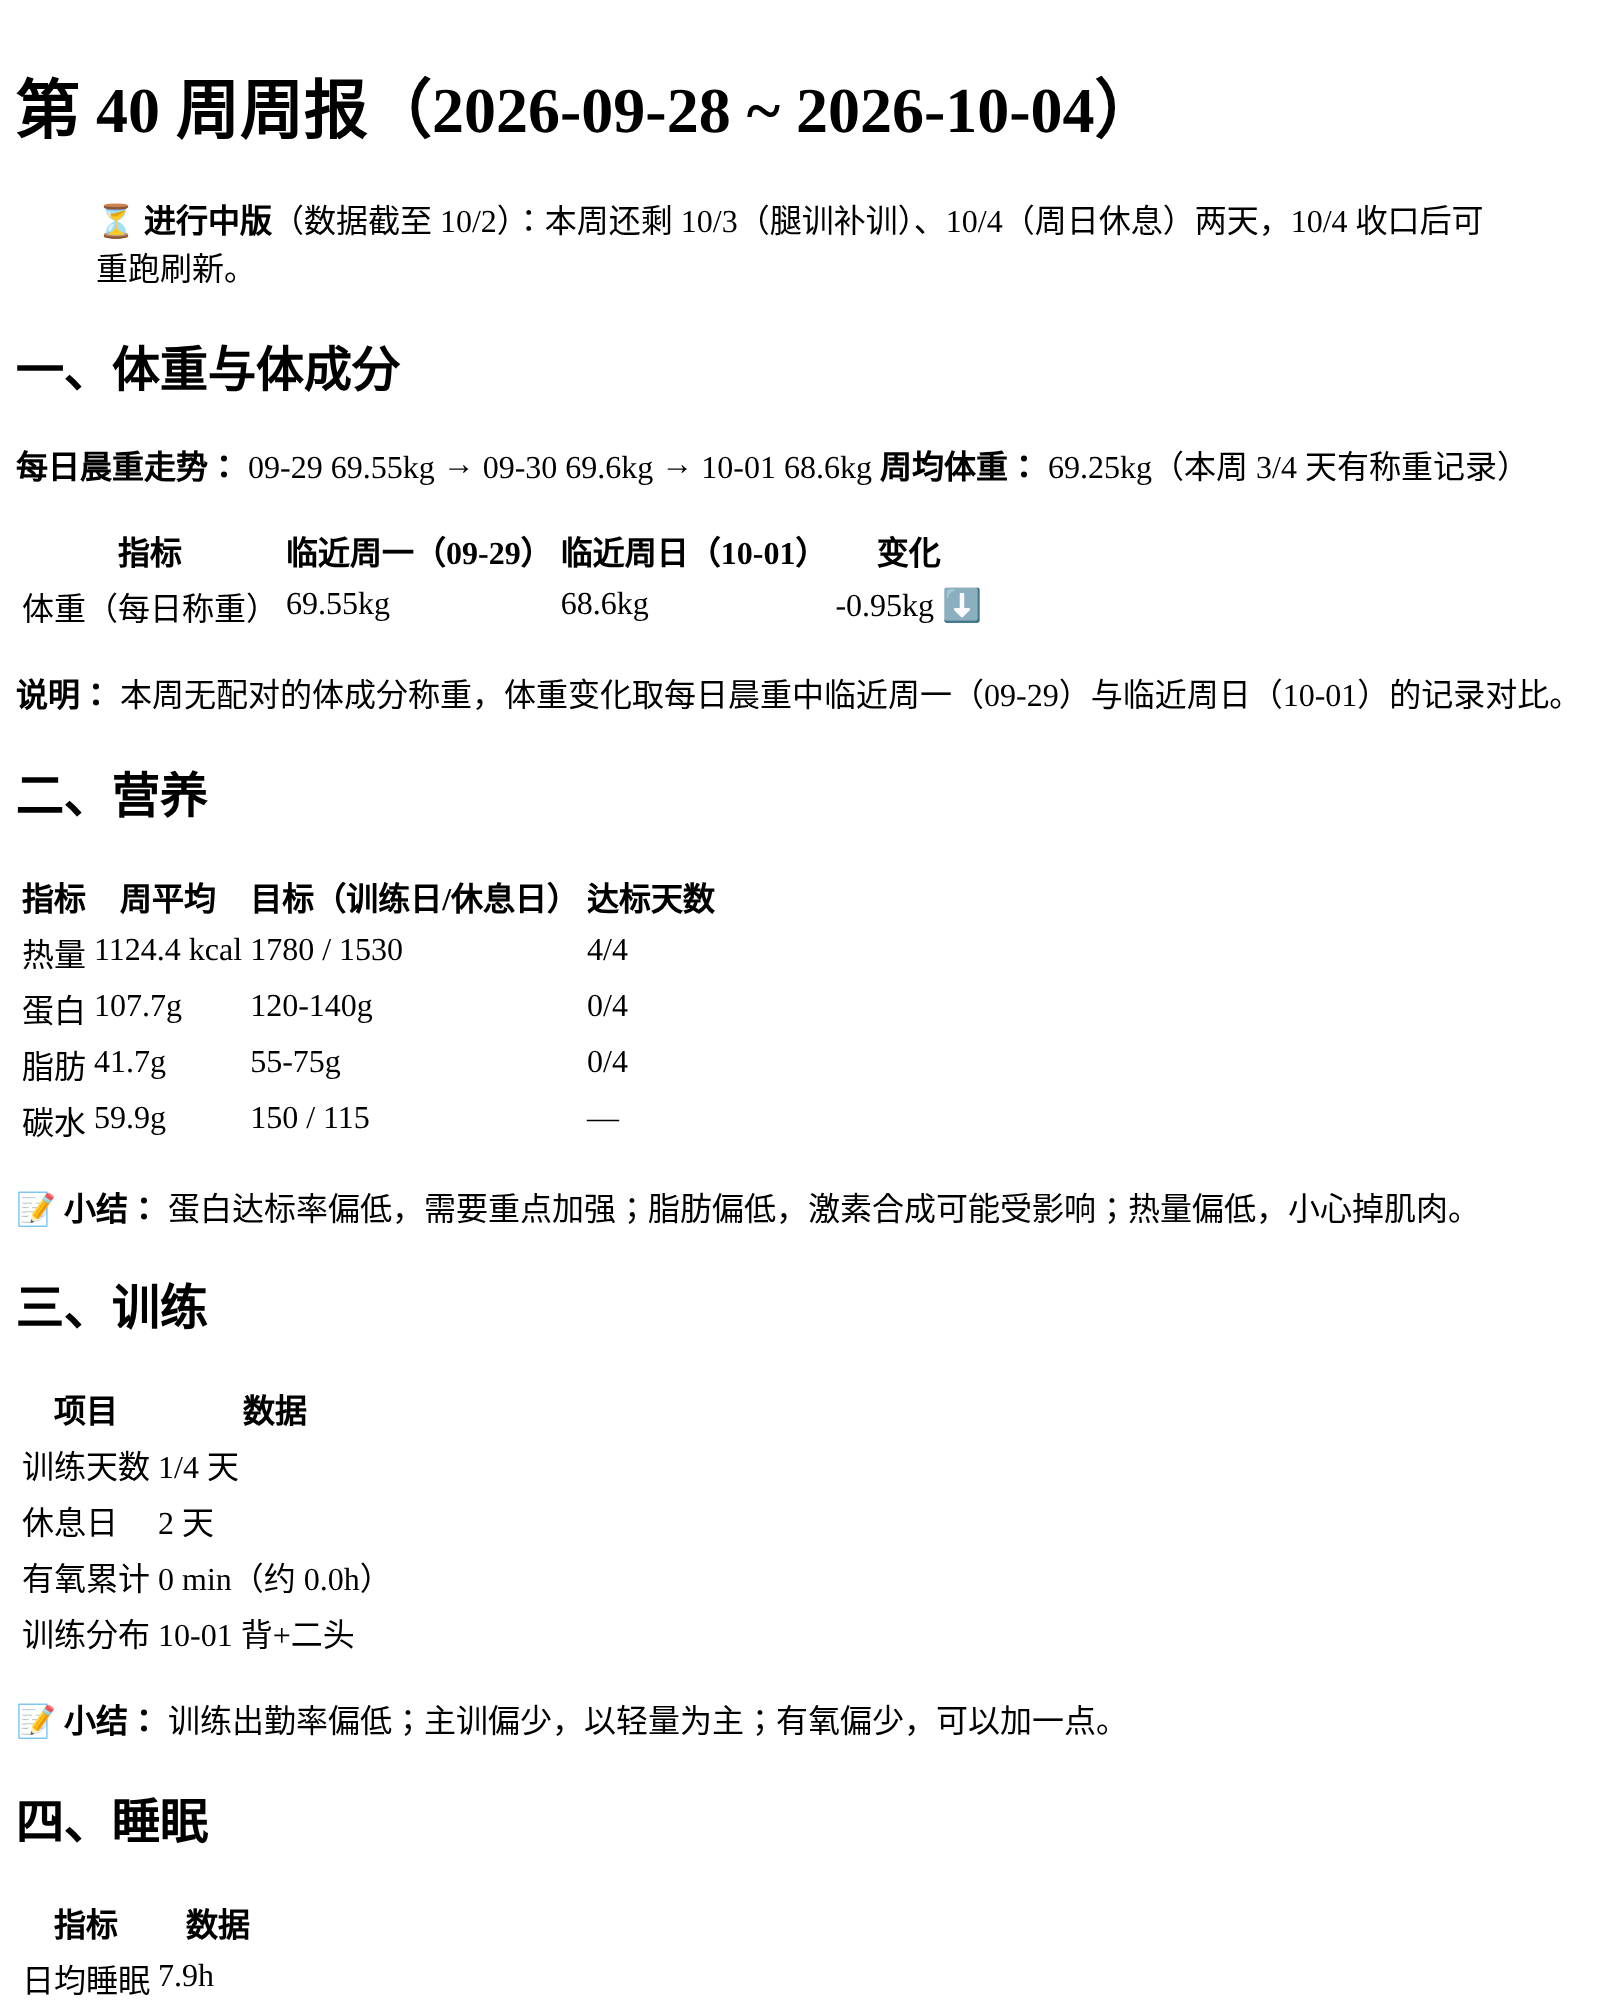 第 40 周周报（2026-09-28 ~ 2026-10-04）
⏳ 进行中版（数据截至 10/2）：本周还剩 10/3（腿训补训）、10/4（周日休息）两天，10/4 收口后可
重跑刷新。
一、体重与体成分
每日晨重走势： 09-29 69.55kg → 09-30 69.6kg → 10-01 68.6kg 周均体重： 69.25kg（本周 3/4 天有称重记录）
指标 临近周一（09-29） 临近周日（10-01） 变化
体重（每日称重） 69.55kg 68.6kg -0.95kg ⬇️
说明： 本周无配对的体成分称重，体重变化取每日晨重中临近周一（09-29）与临近周日（10-01）的记录对比。
二、营养
指标 周平均 目标（训练日/休息日） 达标天数
热量 1124.4 kcal 1780 / 1530 4/4
蛋白 107.7g 120-140g 0/4
脂肪 41.7g 55-75g 0/4
碳水 59.9g 150 / 115 —
📝 小结： 蛋白达标率偏低，需要重点加强；脂肪偏低，激素合成可能受影响；热量偏低，小心掉肌肉。
三、训练
项目 数据
训练天数 1/4 天
休息日 2 天
有氧累计 0 min（约 0.0h）
训练分布 10-01 背+二头
📝 小结： 训练出勤率偏低；主训偏少，以轻量为主；有氧偏少，可以加一点。
四、睡眠
指标 数据
日均睡眠 7.9h